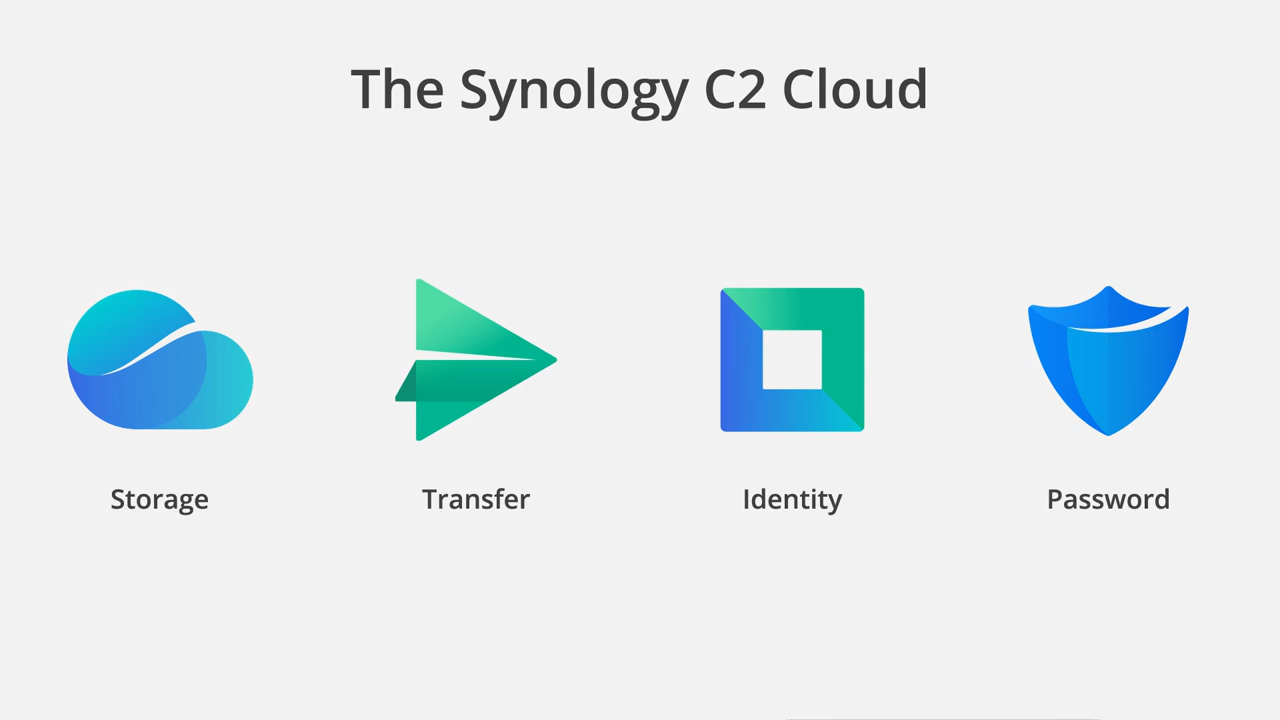 The Synology C2 Cloud
Storage
Transfer
Identity
Password